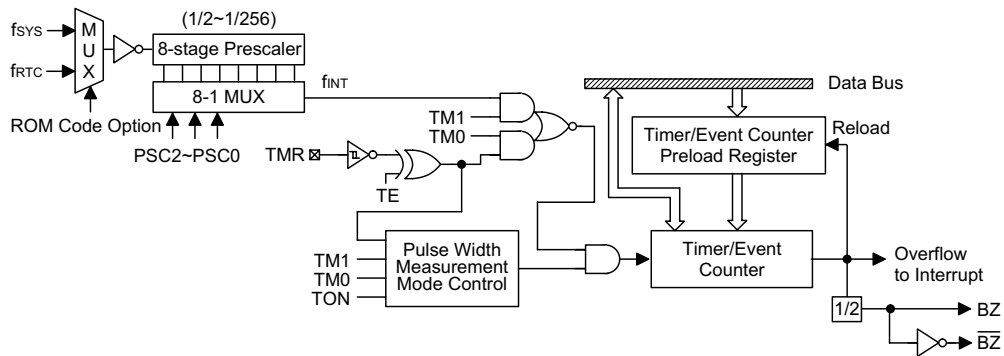 (1/2~1/256)
fSYS
fRTC
M
U
X
8-stage Prescaler
8-1 MUX
ROM Code Option
PSC2~PSC0
fINT
TM1
TM0
TMR
TE
TM1
TM0
TON
Pulse Width
Measurement
Mode Control
Data Bus
Timer/Event Counter
Preload Register
Reload
Timer/Event
Counter
Overflow
to Interrupt
1/2
BZ
B̅Z̅